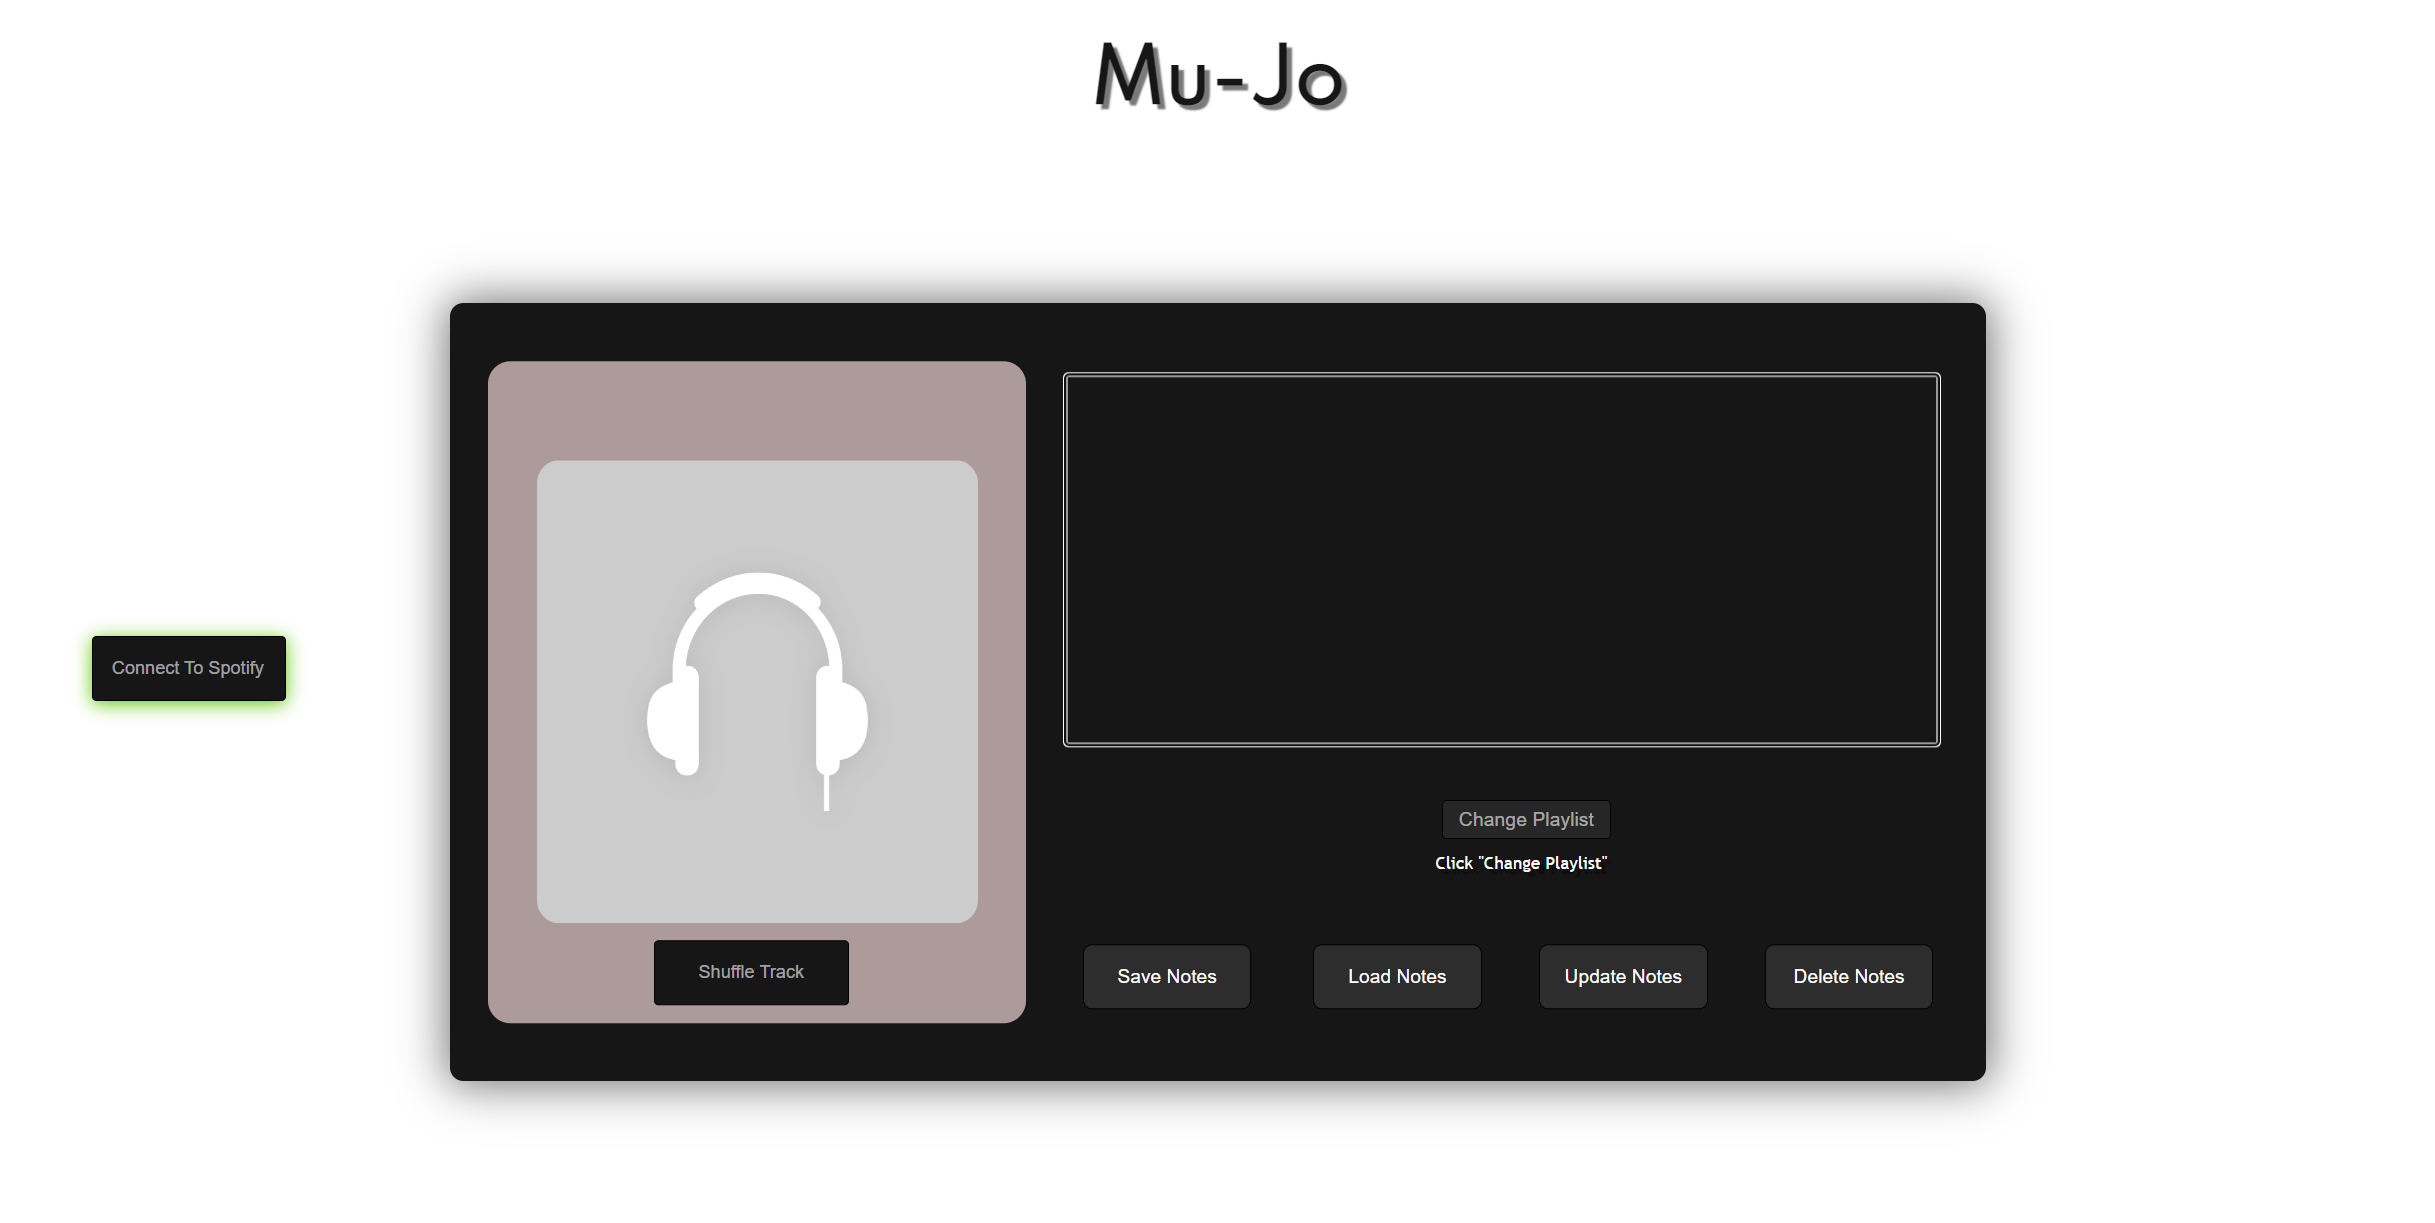 Mu-Jo
Connect To Spotify
Change Playlist
Click "Change Playlist"
Shuffle Track
Save Notes
Load Notes
Update Notes
Delete Notes